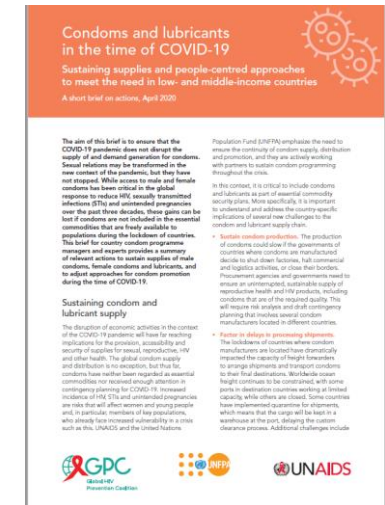 Condoms and lubricants
in the time of COVID-19
Sustaining supplies and people-centred approaches
to meet the need in low- and middle-income countries
A short brief on actions, April 2020
The aim of this brief is to ensure that the
COVID-19 pandemic does not disrupt the
supply of and demand generation for condoms.
Sexual relations may be transformed in the
new context of the pandemic, but they have
not stopped. While access to male and female
condoms has been critical in the global
response to reduce HIV, sexually transmitted
infections (STIs) and unintended pregnancies
over the past three decades, these gains can be
lost if condoms are not included in the essential
commodities that are freely available to
populations during the lockdown of countries.
This brief for country condom programme
managers and experts provides a summary
of relevant actions to sustain supplies of male
condoms, female condoms and lubricants, and
to adjust approaches for condom promotion
during the time of COVID-19.
Sustaining condom and
lubricant supply
The disruption of economic activities in the context
of the COVID-19 pandemic will have far reaching
implications for the provision, accessibility and
security of supplies for sexual, reproductive, HIV
and other health. The global condom supply
and distribution is no exception, but thus far,
condoms have neither been regarded as essential
commodities nor received enough attention in
contingency planning for COVID-19. Increased
incidence of HIV, STIs and unintended pregnancies
are risks that will affect women and young people
and, in particular, members of key populations,
who already face increased vulnerability in a crisis
such as this. UNAIDS and the United Nations
Population Fund (UNFPA) emphasize the need to
ensure the continuity of condom supply, distribution
and promotion, and they are actively working
with partners to sustain condom programming
throughout the crisis.
In this context, it is critical to include condoms
and lubricants as part of essential commodity
security plans. More specifically, it is important
to understand and address the country-specific
implications of several new challenges to the
condom and lubricant supply chain.
• Sustain condom production. The production
of condoms could slow if the governments of
countries where condoms are manufactured
decide to shut down factories, halt commercial
and logistics activities, or close their borders.
Procurement agencies and governments need to
ensure an uninterrupted, sustainable supply of
reproductive health and HIV products, including
condoms that are of the required quality. This
will require risk analysis and draft contingency
planning that involves several condom
manufacturers located in different countries.
• Factor in delays in processing shipments.
The lockdowns of countries where condom
manufacturers are located have dramatically
impacted the capacity of freight forwarders
to arrange shipments and transport condoms
to their final destinations. Worldwide ocean
freight continues to be constrained, with some
ports in destination countries working at limited
capacity, while others are closed. Some countries
have implemented quarantine for shipments,
which means that the cargo will be kept in a
warehouse at the port, delaying the custom
clearance process. Additional challenges include
GPC
Global HIV
Prevention Coalition
UNFPA
UNAIDS